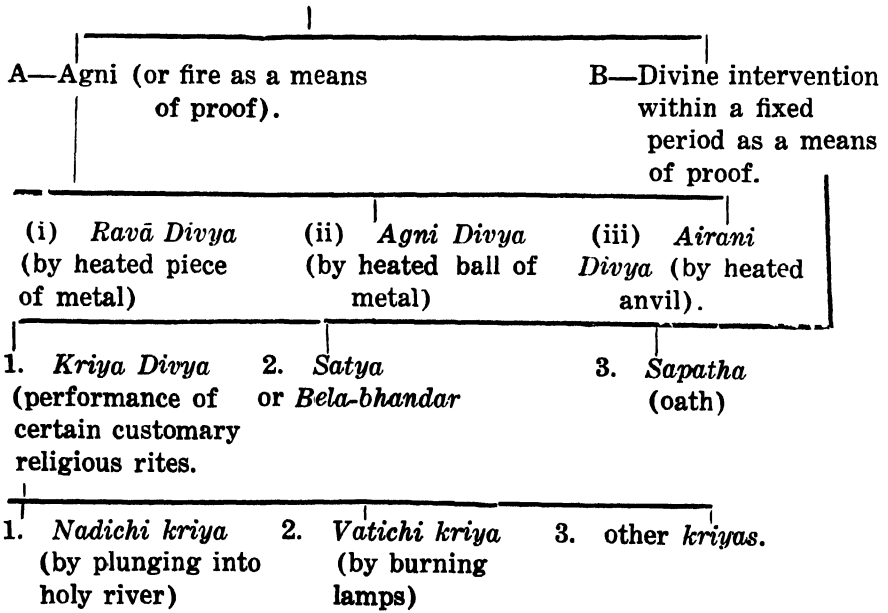 A—Agni (or fire as a means
of proof).
B—Divine intervention
within a fixed
period as a means
of proof.
(i) Ravā Divya
(by heated piece
of metal)
(ii) Agni Divya
(by heated ball of
metal)
(iii) Airani
Divya (by heated
anvil).
1. Kriya Divya
(performance of
certain customary
religious rites.
2. Satya
or Bela-bhandar
3. Sapatha
(oath)
1. Nadichi kriya
(by plunging into
holy river)
2. Vatichi kriya
(by burning
lamps)
3. other kriyas.